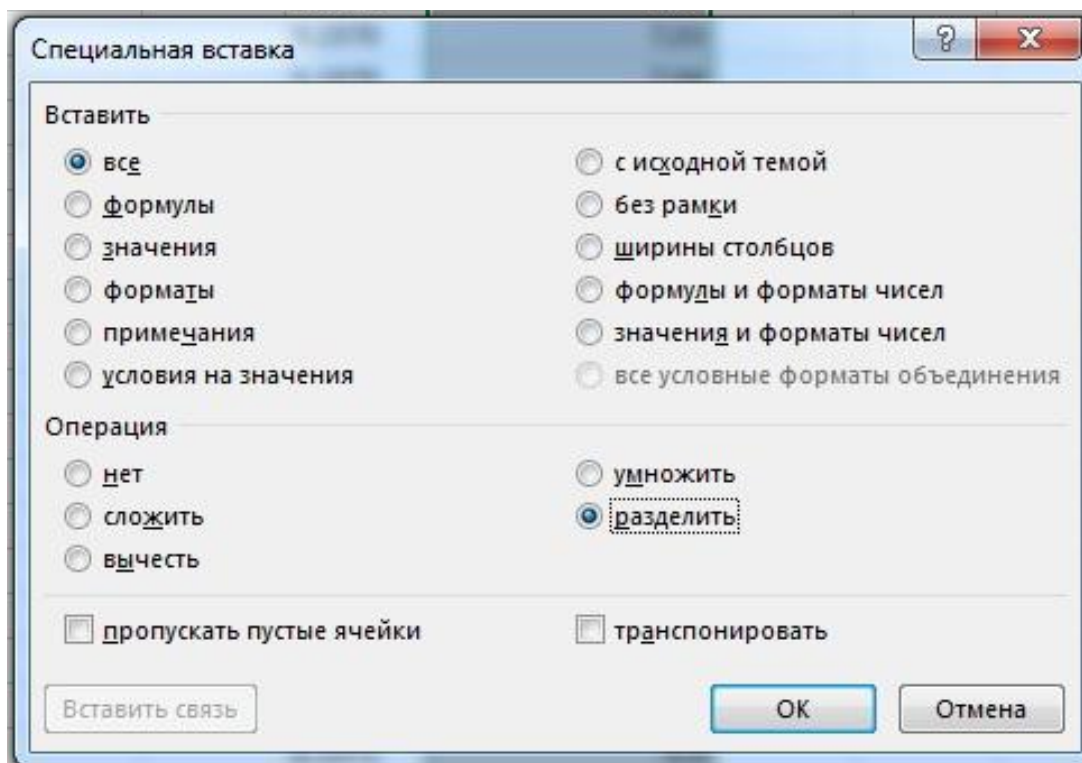 Специальная вставка
Вставить
все
с исходной темой
формулы
без рамки
значения
ширины столбцов
форматы
формулы и форматы чисел
примечания
значения и форматы чисел
условия на значения
все условные форматы объединения
Операция
нет
умножить
сложить
разделить
вычесть
пропускать пустые ячейки
транспонировать
Вставить связь
ОК
Отмена